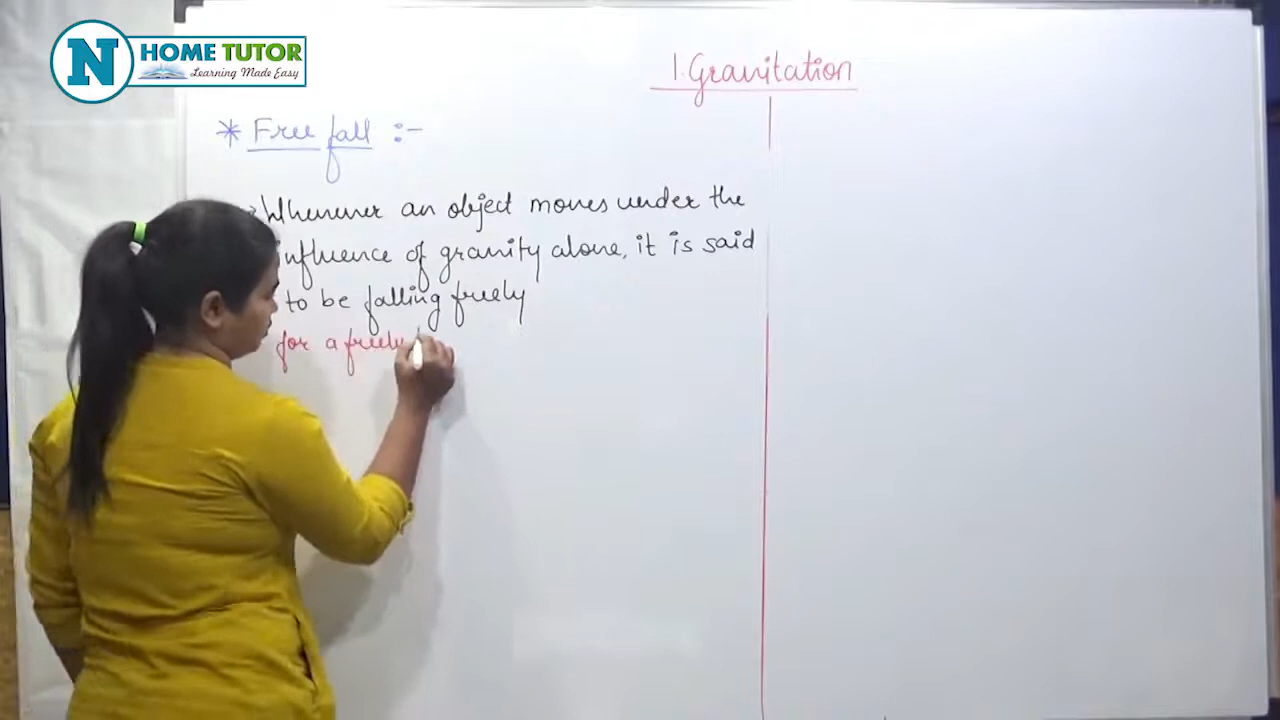 N HOME TUTOR
Learning Made Easy
1. Gravitation
* Free fall :-
Whenever an object moves under the
influence of gravity alone, it is said
to be falling freely
for a freely